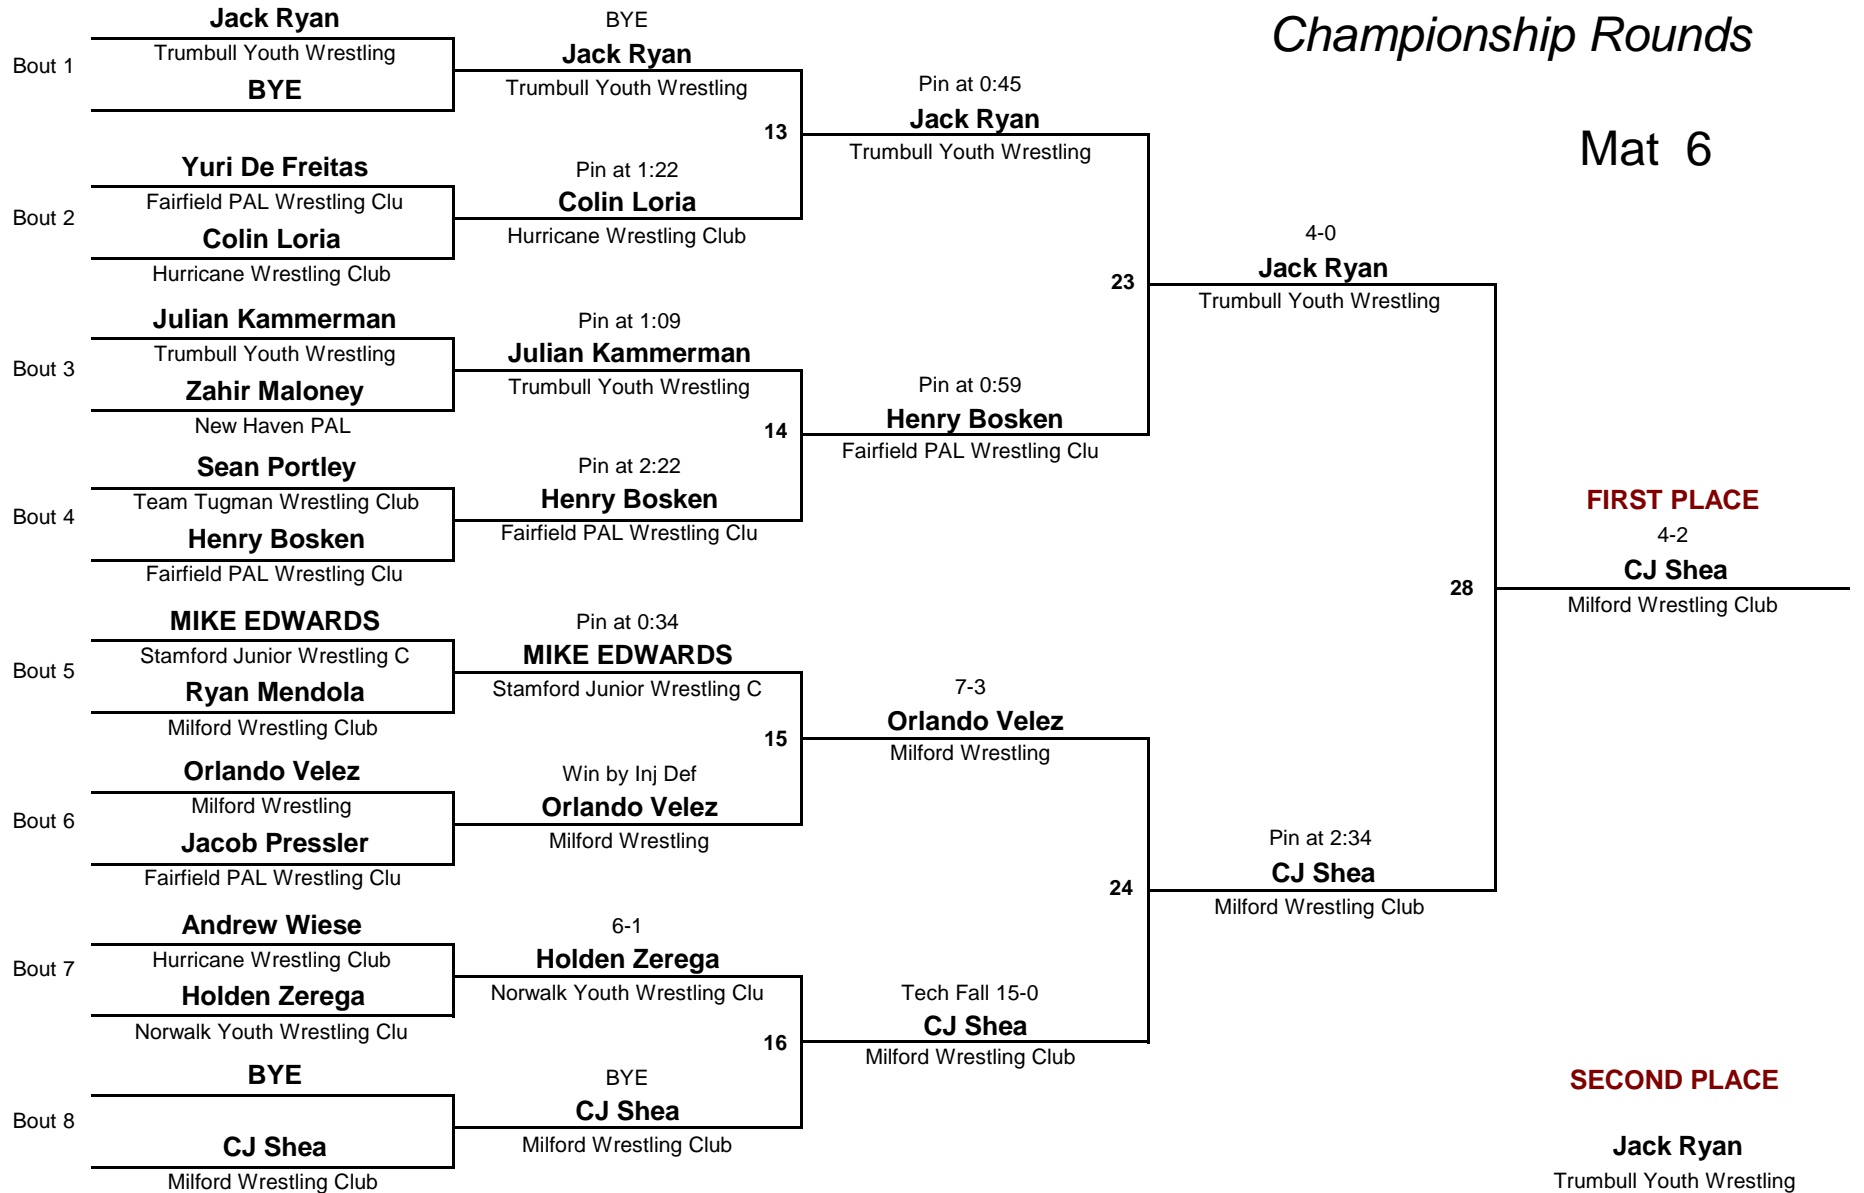 Championship Rounds
Mat 6
Bout 1
Jack Ryan
Trumbull Youth Wrestling
BYE
Bout 2
Yuri De Freitas
Fairfield PAL Wrestling Clu
Colin Loria
Hurricane Wrestling Club
Bout 3
Julian Kammerman
Trumbull Youth Wrestling
Zahir Maloney
New Haven PAL
Bout 4
Sean Portley
Team Tugman Wrestling Club
Henry Bosken
Fairfield PAL Wrestling Clu
Bout 5
MIKE EDWARDS
Stamford Junior Wrestling C
Ryan Mendola
Milford Wrestling Club
Bout 6
Orlando Velez
Milford Wrestling
Jacob Pressler
Fairfield PAL Wrestling Clu
Bout 7
Andrew Wiese
Hurricane Wrestling Club
Holden Zerega
Norwalk Youth Wrestling Clu
Bout 8
BYE
CJ Shea
Milford Wrestling Club
BYE
Jack Ryan
Trumbull Youth Wrestling
13
Pin at 1:22
Colin Loria
Hurricane Wrestling Club
Pin at 1:09
Julian Kammerman
Trumbull Youth Wrestling
14
Pin at 2:22
Henry Bosken
Fairfield PAL Wrestling Clu
Pin at 0:34
MIKE EDWARDS
Stamford Junior Wrestling C
15
Win by Inj Def
Orlando Velez
Milford Wrestling
6-1
Holden Zerega
Norwalk Youth Wrestling Clu
16
BYE
CJ Shea
Milford Wrestling Club
Pin at 0:45
Jack Ryan
Trumbull Youth Wrestling
23
Pin at 0:59
Henry Bosken
Fairfield PAL Wrestling Clu
7-3
Orlando Velez
Milford Wrestling
24
Tech Fall 15-0
CJ Shea
Milford Wrestling Club
4-0
Jack Ryan
Trumbull Youth Wrestling
28
Pin at 2:34
CJ Shea
Milford Wrestling Club
FIRST PLACE
4-2
CJ Shea
Milford Wrestling Club
SECOND PLACE
Jack Ryan
Trumbull Youth Wrestling